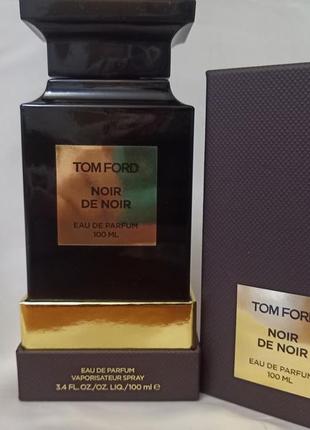 TOM FORD
NOIR
DE NOIR
EAU DE PARFUM
100 ML
EAU DE PARFUM
VAPORISATEUR SPRAY
3.4 FL. OZ./OZ. LIQ./100 ml e
TOM FORD
NOIR
DE NOIR
EAU DE PARFUM
100 ML